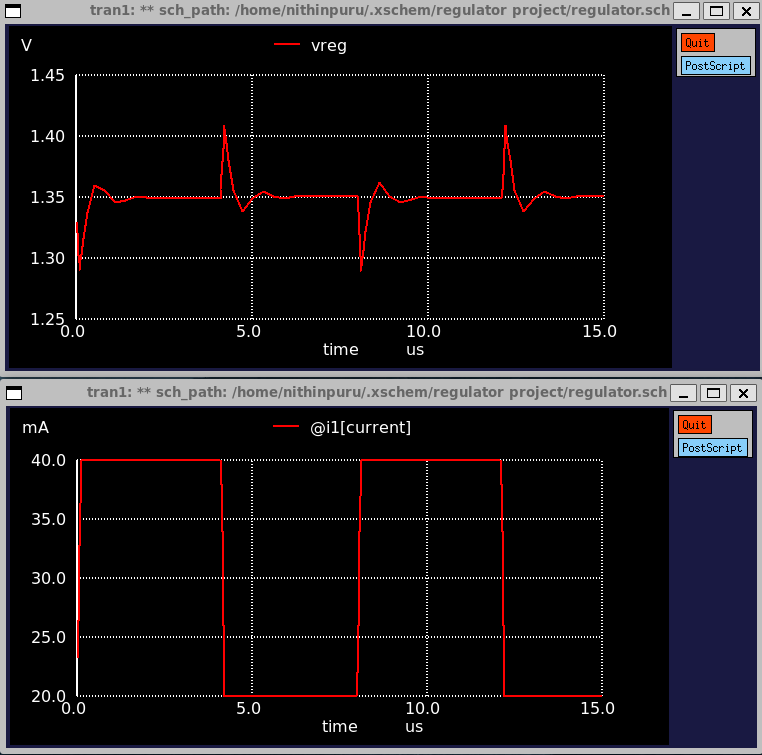 tran1: ** sch_path: /home/nithinpuru/.xschem/regulator project/regulator.sch
V
vreg
Quit
PostScript
1.45
1.40
1.35
1.30
1.25
0.0 5.0 10.0 15.0
time us
tran1: ** sch_path: /home/nithinpuru/.xschem/regulator project/regulator.sch
mA
@i1[current]
Quit
PostScript
40.0
35.0
30.0
25.0
20.0
0.0 5.0 10.0 15.0
time us